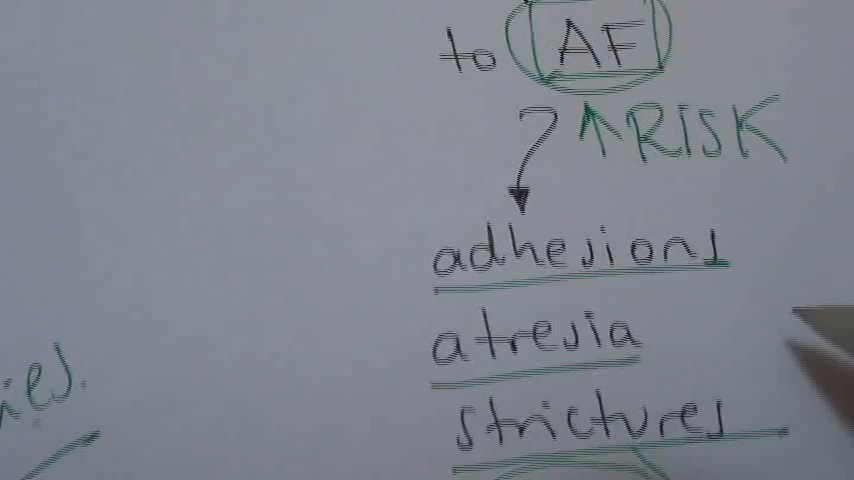 to AF
↑ RISK
adhesions
atresia
strictures